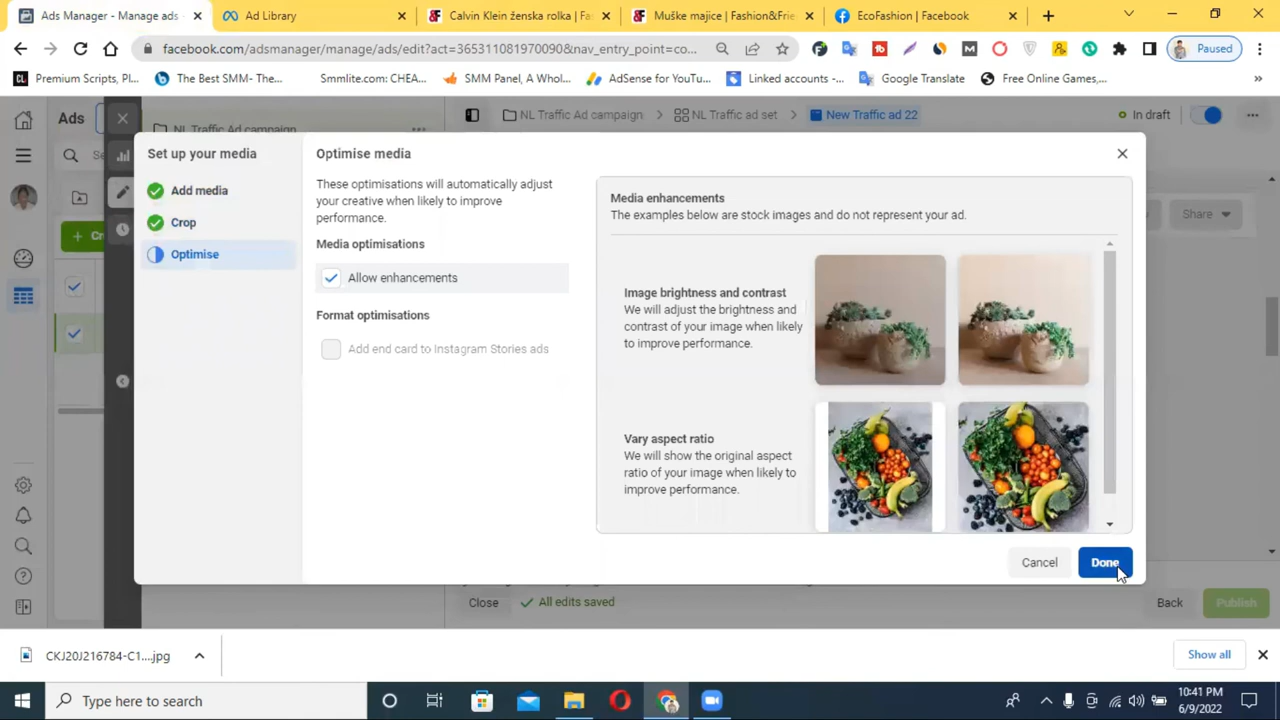 Ads Manager - Manage ads
Ad Library
Calvin Klein ženska rolka | Fas
Muške majice | Fashion&Frie
EcoFashion | Facebook
facebook.com/adsmanager/manage/ads/edit?act=365311081970090&nav_entry_point=co...
Paused
Premium Scripts, Pl...
The Best SMM- The...
Smmlite.com: CHEA...
SMM Panel, A Whol...
AdSense for YouTu...
Linked accounts -...
Google Translate
Free Online Games,...
Ads
NL Traffic Ad campaign
NL Traffic Ad campaign
NL Traffic Ad set
New Traffic ad 22
In draft
Set up your media
Add media
Crop
Optimise
Optimise media
These optimisations will automatically adjust
your creative when likely to improve
performance.
Media optimisations
Allow enhancements
Format optimisations
Add end card to Instagram Stories ads
Media enhancements
The examples below are stock images and do not represent your ad.
Image brightness and contrast
We will adjust the brightness and
contrast of your image when likely
to improve performance.
Vary aspect ratio
We will show the original aspect
ratio of your image when likely to
improve performance.
Share
Cancel
Done
Close
All edits saved
Back
Publish
CKJ20J216784-C1....jpg
Show all
Type here to search
10:41 PM
6/9/2022